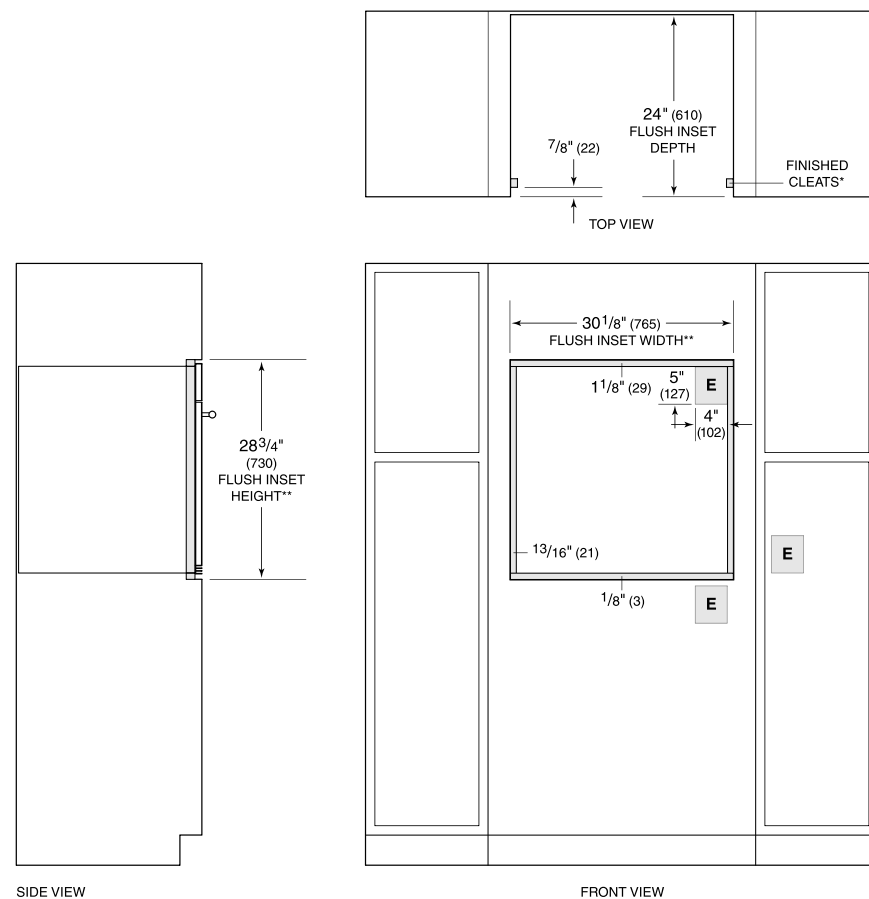 24" (610)
FLUSH INSET
DEPTH
7/8" (22)
FINISHED
CLEATS*
TOP VIEW
30 1/8" (765)
FLUSH INSET WIDTH**
1 1/8" (29)
5"
(127)
E
4"
(102)
28 3/4"
(730)
FLUSH INSET
HEIGHT**
13/16" (21)
E
1/8" (3)
E
SIDE VIEW
FRONT VIEW